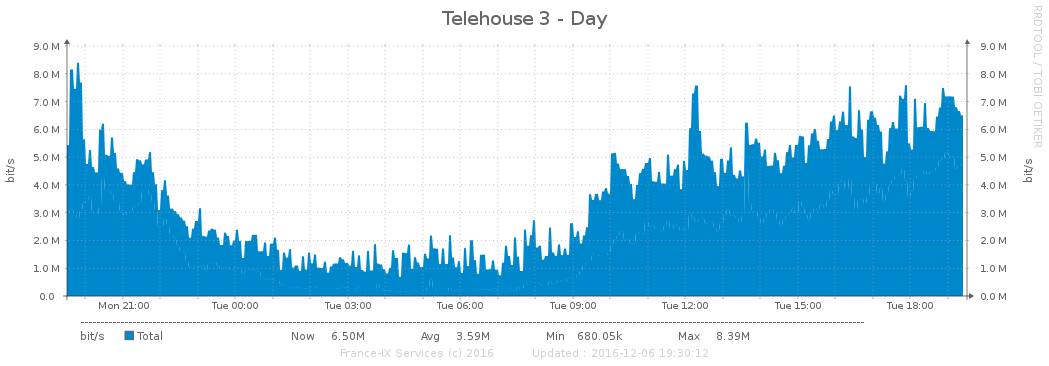 Telehouse 3 - Day
RRDTOOL / TOBI OETIKER
bit/s
9.0 M 9.0 M
8.0 M 8.0 M
7.0 M 7.0 M
6.0 M 6.0 M
5.0 M 5.0 M
4.0 M 4.0 M
3.0 M 3.0 M
2.0 M 2.0 M
1.0 M 1.0 M
0.0 0.0 M
bit/s
Mon 21:00 Tue 00:00 Tue 03:00 Tue 06:00 Tue 09:00 Tue 12:00 Tue 15:00 Tue 18:00
bit/s Total Now 6.50M Avg 3.59M Min 680.05k Max 8.39M
France-IX Services (c) 2016 Updated : 2016-12-06 19:30:12